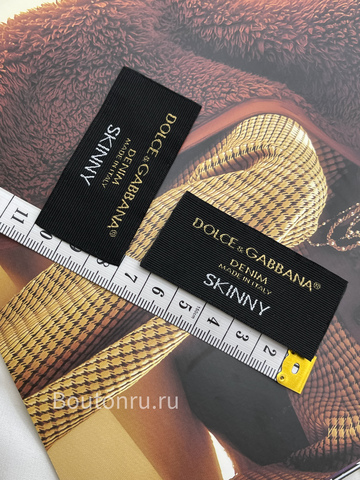 DOLCE & GABBANA®
DENIM
MADE IN ITALY
SKINNY
DOLCE & GABBANA®
DENIM
MADE IN ITALY
SKINNY
11
10
9
8
7
6
5
4
3
2
Boutonru.ru